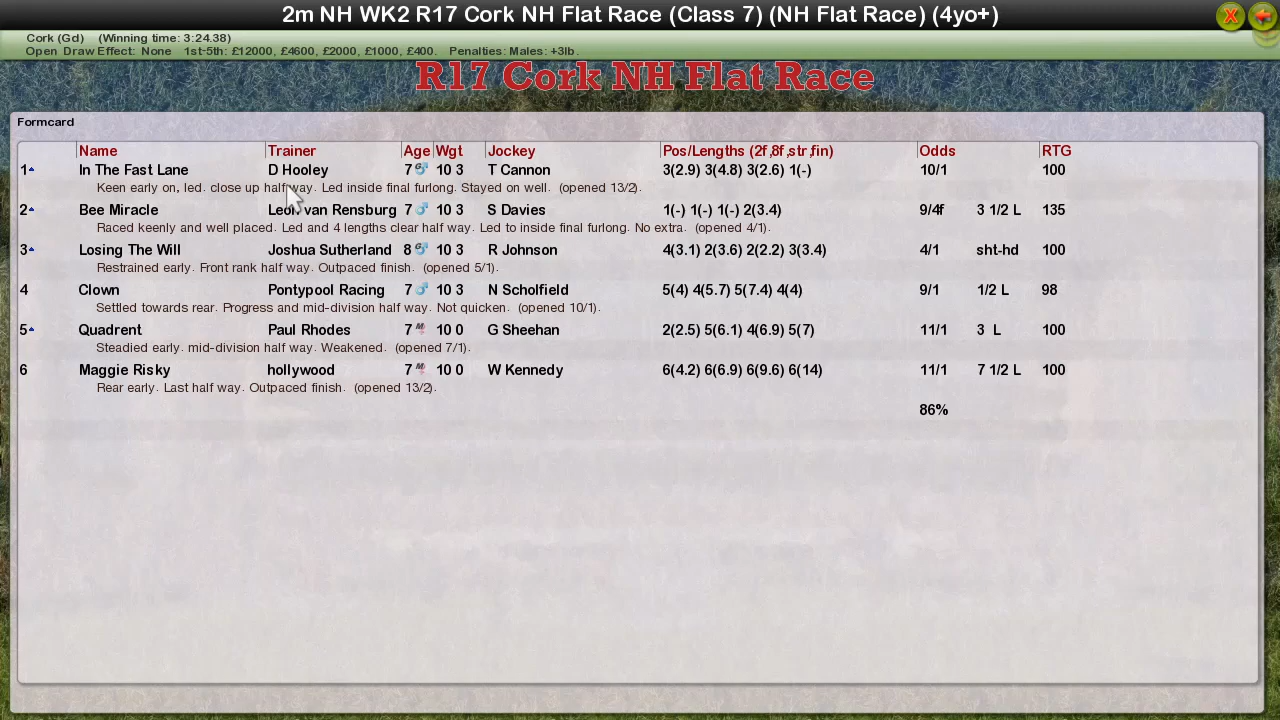 2m NH WK2 R17 Cork NH Flat Race (Class 7) (NH Flat Race) (4yo+)
Cork (Gd) (Winning time: 3:24.38)
Open Draw Effect: None 1st-5th: £12000, £4600, £2000, £1000, £400. Penalties: Males: +3lb.
R17 Cork NH Flat Race
Formcard
Name Trainer Age Wgt Jockey Pos/Lengths (2f,8f,str,fin) Odds RTG
1 In The Fast Lane D Hooley 7 10 3 T Cannon 3(2.9) 3(4.8) 3(2.6) 1(-) 10/1 100
Keen early on, led. close up halfway. Led inside final furlong. Stayed on well. (opened 13/2).
2 Bee Miracle Leon van Rensburg 7 10 3 S Davies 1(-) 1(-) 1(-) 2(3.4) 9/4f 3 1/2 L 135
Raced keenly and well placed. Led and 4 lengths clear half way. Led to inside final furlong. No extra. (opened 4/1).
3 Losing The Will Joshua Sutherland 8 10 3 R Johnson 4(3.1) 2(3.6) 2(2.2) 3(3.4) 4/1 sht-hd 100
Restrained early. Front rank half way. Outpaced finish. (opened 5/1).
4 Clown Pontypool Racing 7 10 3 N Scholfield 5(4) 4(5.7) 5(7.4) 4(4) 9/1 1/2 L 98
Settled towards rear. Progress and mid-division half way. Not quicken. (opened 10/1).
5 Quadrent Paul Rhodes 7 10 0 G Sheehan 2(2.5) 5(6.1) 4(6.9) 5(7) 11/1 3 L 100
Steadied early. mid-division half way. Weakened. (opened 7/1).
6 Maggie Risky hollywood 7 10 0 W Kennedy 6(4.2) 6(6.9) 6(9.6) 6(14) 11/1 7 1/2 L 100
Rear early. Last half way. Outpaced finish. (opened 13/2).
86%